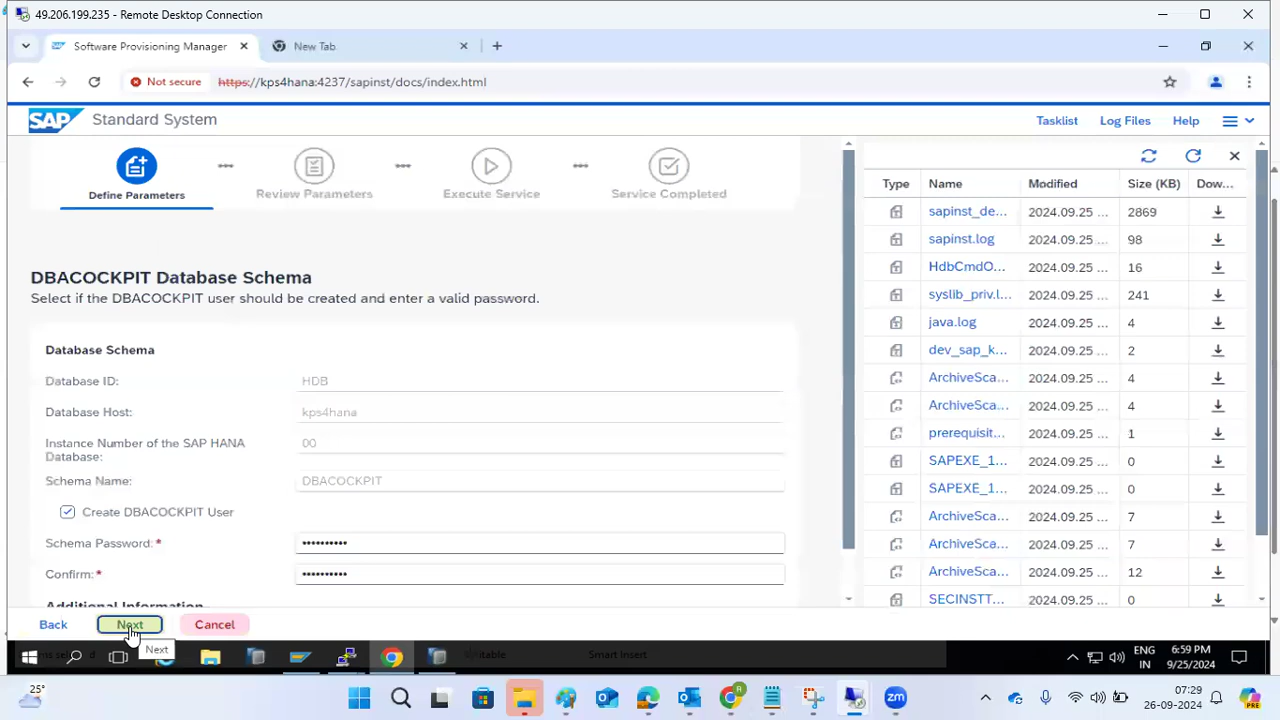 49.206.199.235 - Remote Desktop Connection
Software Provisioning Manager
New Tab
Not secure https://kps4hana:4237/sapinst/docs/index.html
SAP Standard System
Tasklist Log Files Help
Define Parameters
Review Parameters
Execute Service
Service Completed
Type Name Modified Size (KB) Dow...
sapinst_de... 2024.09.25 ... 2869
sapinst.log 2024.09.25 ... 98
HdbCmdO... 2024.09.25 ... 16
syslib_priv.l... 2024.09.25 ... 241
java.log 2024.09.25 ... 4
dev_sap_k... 2024.09.25 ... 2
ArchiveSca... 2024.09.25 ... 4
ArchiveSca... 2024.09.25 ... 4
prerequisit... 2024.09.25 ... 1
SAPEXE_1... 2024.09.25 ... 0
SAPEXE_1... 2024.09.25 ... 0
ArchiveSca... 2024.09.25 ... 7
ArchiveSca... 2024.09.25 ... 7
ArchiveSca... 2024.09.25 ... 12
SECINSTT... 2024.09.25 ... 0
DBACOCKPIT Database Schema
Select if the DBACOCKPIT user should be created and enter a valid password.
Database Schema
Database ID: HDB
Database Host: kps4hana
Instance Number of the SAP HANA
Database: 00
Schema Name: DBACOCKPIT
Create DBACOCKPIT User
Schema Password:* ••••••••••
Confirm:* ••••••••••
Additional Information
Back Next Cancel
Next
Smart Insert
ENG
IN
6:59 PM
9/25/2024
25°
07:29
26-09-2024